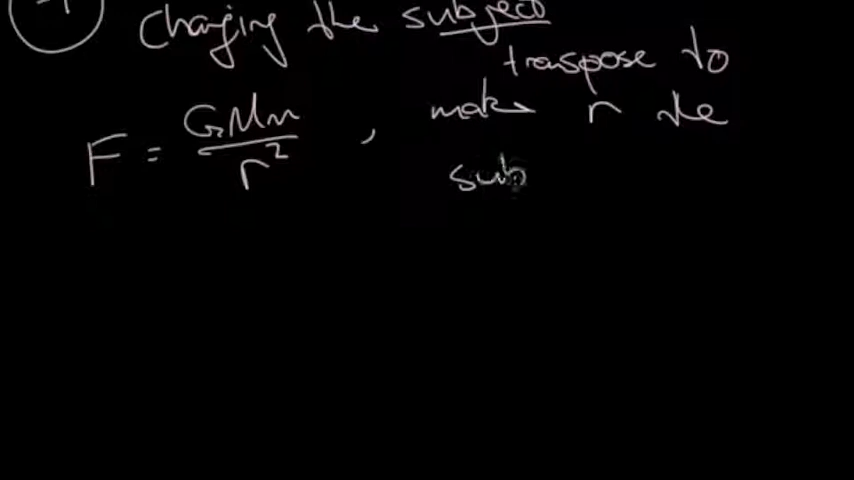 Changing the subject
transpose to
F = GMm / r² , make r the
sub